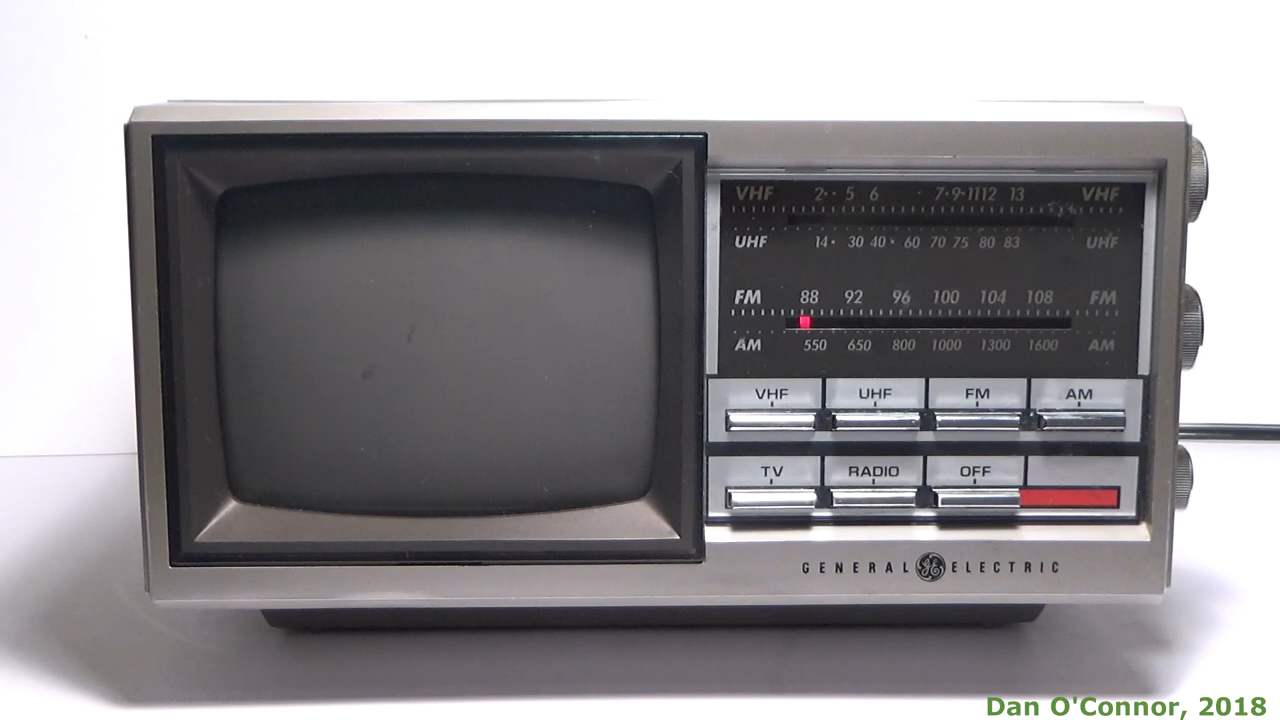 VHF 2·· 5 6 · 7·9·1112 13 VHF
UHF 14· 30 40· 60 70 75 80 83 UHF
FM 88 92 96 100 104 108 FM
AM 550 650 800 1000 1300 1600 AM
VHF UHF FM AM
TV RADIO OFF
GENERAL GE ELECTRIC
Dan O'Connor, 2018